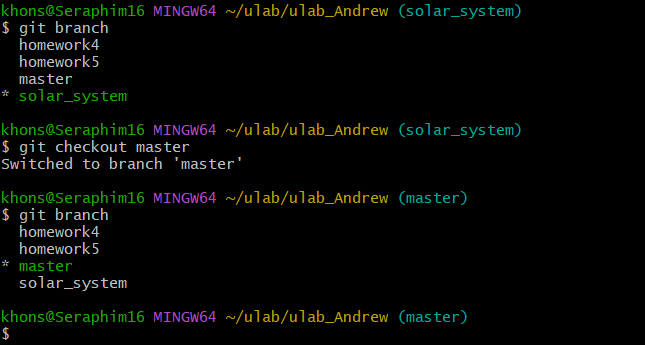 khons@Seraphim16 MINGW64 ~/ulab/ulab_Andrew (solar_system)
$ git branch
  homework4
  homework5
  master
* solar_system

khons@Seraphim16 MINGW64 ~/ulab/ulab_Andrew (solar_system)
$ git checkout master
Switched to branch 'master'

khons@Seraphim16 MINGW64 ~/ulab/ulab_Andrew (master)
$ git branch
  homework4
  homework5
* master
  solar_system

khons@Seraphim16 MINGW64 ~/ulab/ulab_Andrew (master)
$